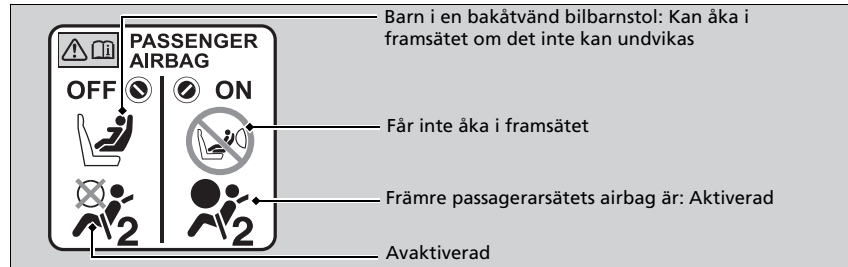 Barn i en bakåtvänd bilbarnstol: Kan åka i
framsätet om det inte kan undvikas
PASSENGER
AIRBAG
OFF ON
Får inte åka i framsätet
Främre passagerarsätets airbag är: Aktiverad
2 2
Avaktiverad